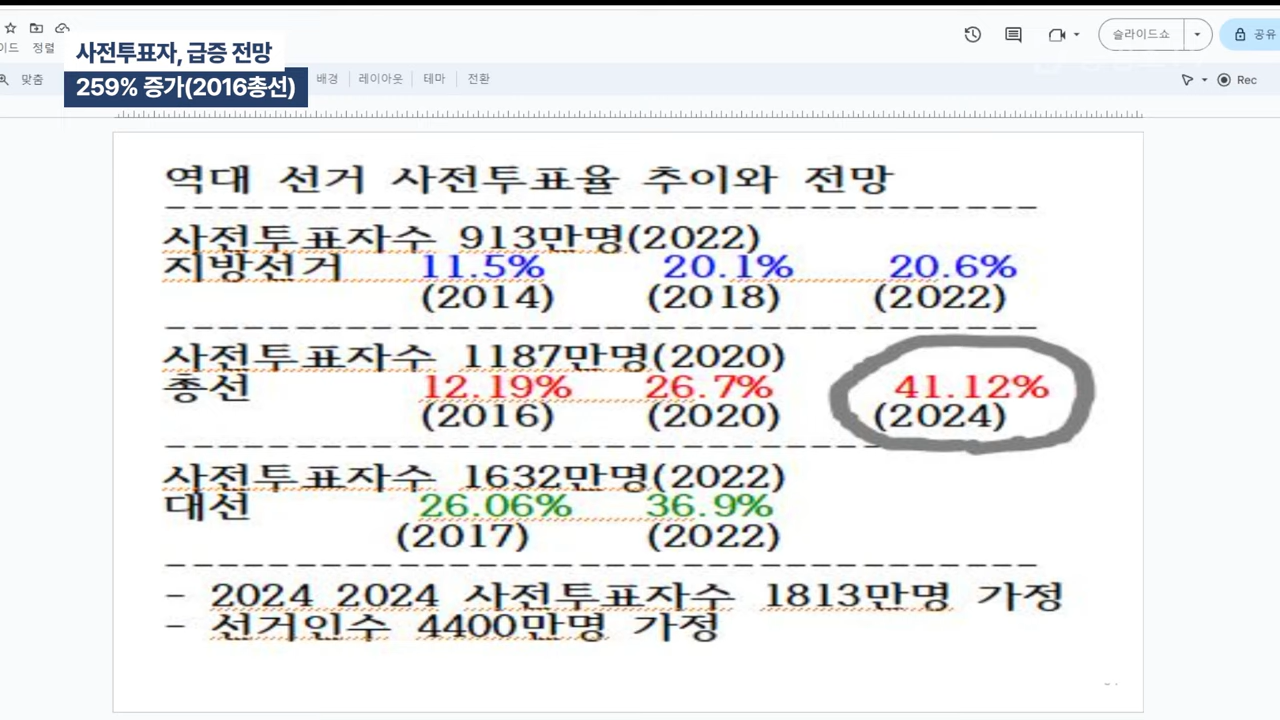 사전투표자, 급증 전망
259% 증가(2016총선)
이드 정렬
슬라이드쇼
공유
맞춤
배경
레이아웃
테마
전환
Rec
역대 선거 사전투표율 추이와 전망
사전투표자수 913만명(2022)
지방선거 11.5% 20.1% 20.6%
(2014) (2018) (2022)
사전투표자수 1187만명(2020)
총선 12.19% 26.7% 41.12%
(2016) (2020) (2024)
사전투표자수 1632만명(2022)
대선 26.06% 36.9%
(2017) (2022)
- 2024 2024 사전투표자수 1813만명 가정
- 선거인수 4400만명 가정